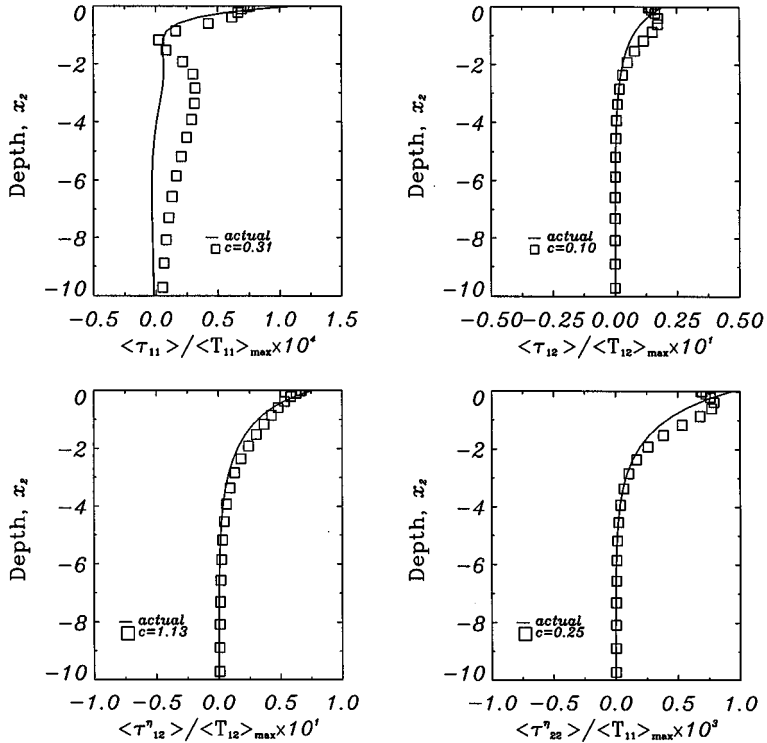 0
−2
−4
−6
−8
−10
Depth, x₂
actual
c=0.31
−0.5 0.0 0.5 1.0 1.5
<τ₁₁>/<T₁₁>max×10⁴
0
−2
−4
−6
−8
−10
Depth, x₂
actual
c=0.10
−0.50 −0.25 0.00 0.25 0.50
<τ₁₂>/<T₁₂>max×10¹
0
−2
−4
−6
−8
−10
Depth, x₂
actual
c=1.13
−1.0 −0.5 0.0 0.5 1.0
<τ^η₁₂>/<T₁₂>max×10¹
0
−2
−4
−6
−8
−10
Depth, x₂
actual
c=0.25
−1.0 −0.5 0.0 0.5 1.0
<τ^η₂₂>/<T₁₁>max×10³